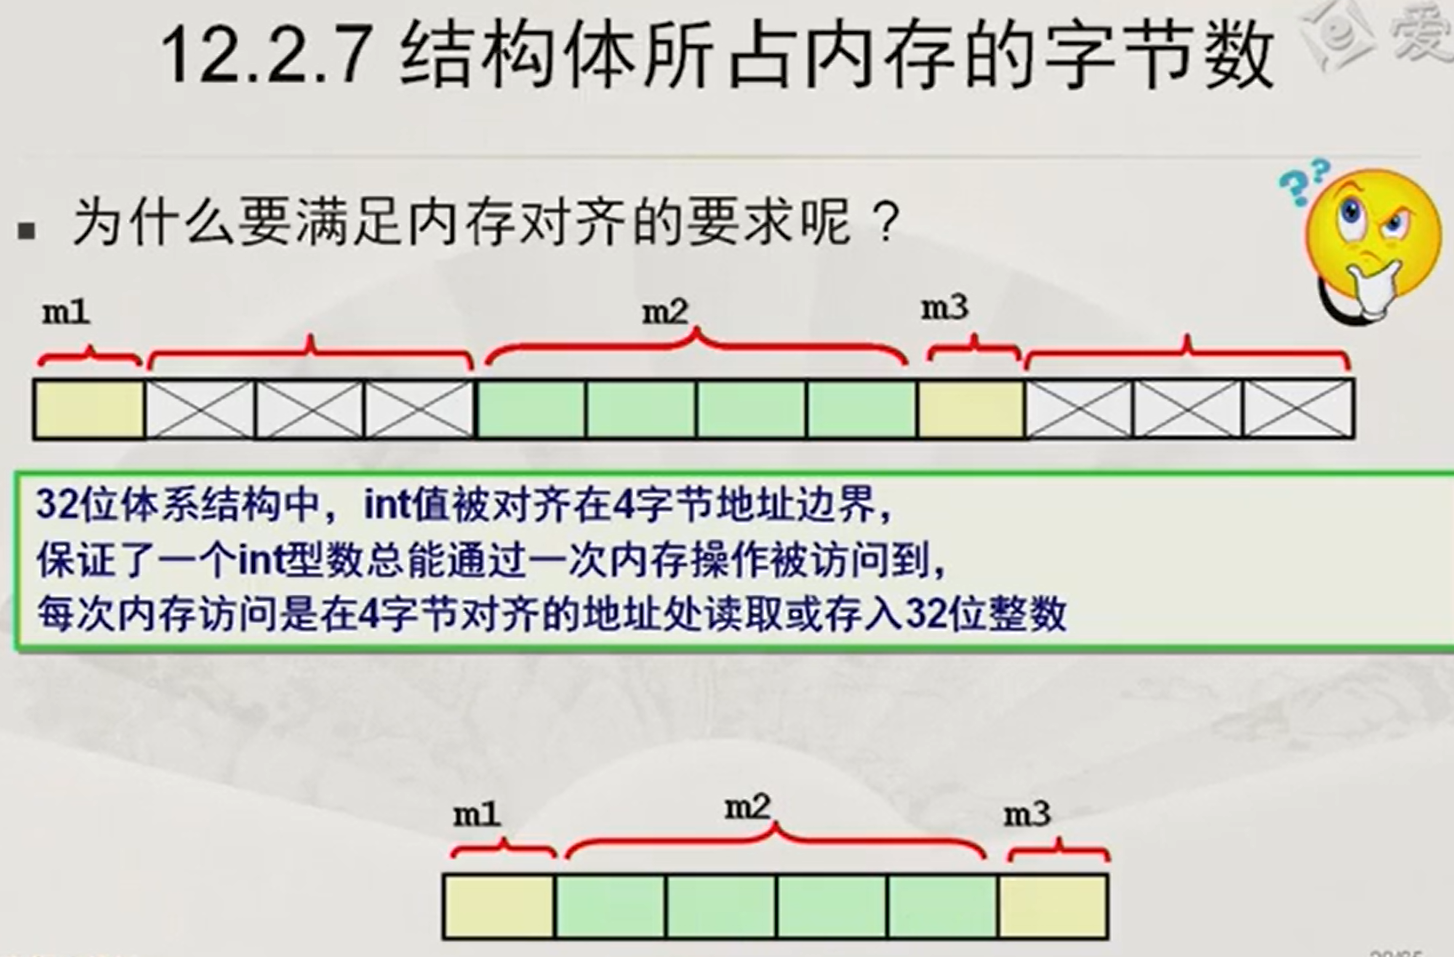 12.2.7 结构体所占内存的字节数
爱
??
为什么要满足内存对齐的要求呢？
m1 m2 m3
32位体系结构中，int值被对齐在4字节地址边界，
保证了一个int型数总能通过一次内存操作被访问到，
每次内存访问是在4字节对齐的地址处读取或存入32位整数
m1 m2 m3